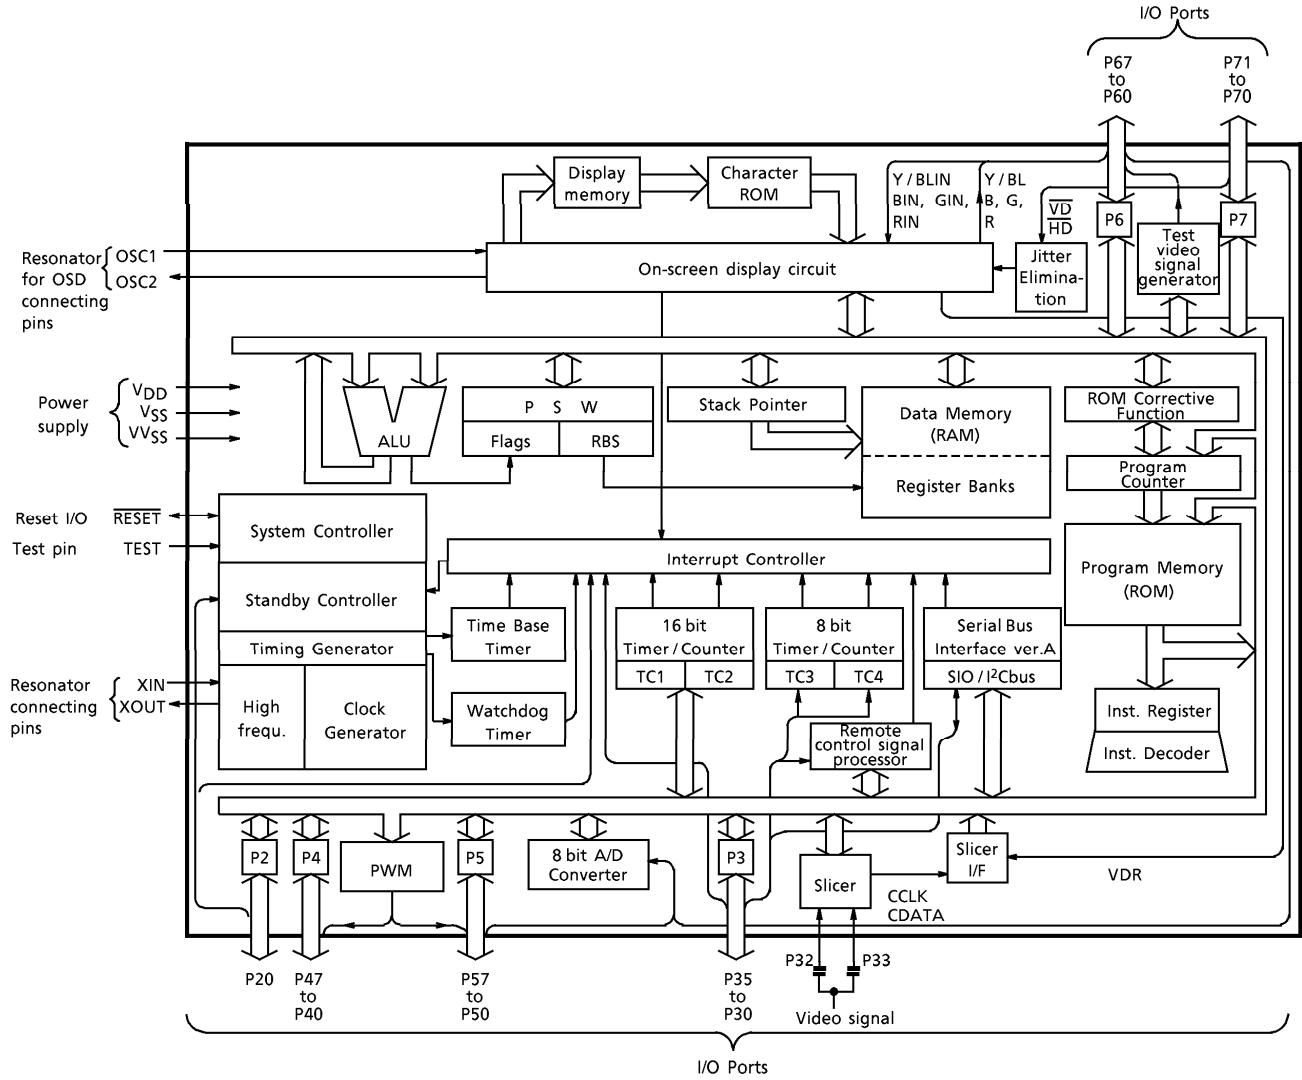 I/O Ports
P67
to
P60
P71
to
P70
Display
memory
Character
ROM
Y / BLIN
BIN, GIN,
RIN
Y / BL
B, G,
R
VD
HD
P6
P7
Test
video
signal
generator
Resonator
for OSD
connecting
pins
OSC1
OSC2
On-screen display circuit
Jitter
Elimina-
tion
Power
supply
VDD
VSS
VVSS
ALU
P S W
Flags
RBS
Stack Pointer
Data Memory
(RAM)
Register Banks
ROM Corrective
Function
Program
Counter
Reset I/O
RESET
Test pin
TEST
System Controller
Interrupt Controller
Program Memory
(ROM)
Standby Controller
Timing Generator
Time Base
Timer
16 bit
Timer / Counter
TC1
TC2
8 bit
Timer / Counter
TC3
TC4
Serial Bus
Interface ver.A
SIO / I²Cbus
Resonator
connecting
pins
XIN
XOUT
High
frequ.
Clock
Generator
Watchdog
Timer
Remote
control signal
processor
Inst. Register
Inst. Decoder
P2
P4
PWM
P5
8 bit A/D
Converter
P3
Slicer
Slicer
I/F
VDR
CCLK
CDATA
P32
P33
P20
P47
to
P40
P57
to
P50
P35
to
P30
Video signal
I/O Ports